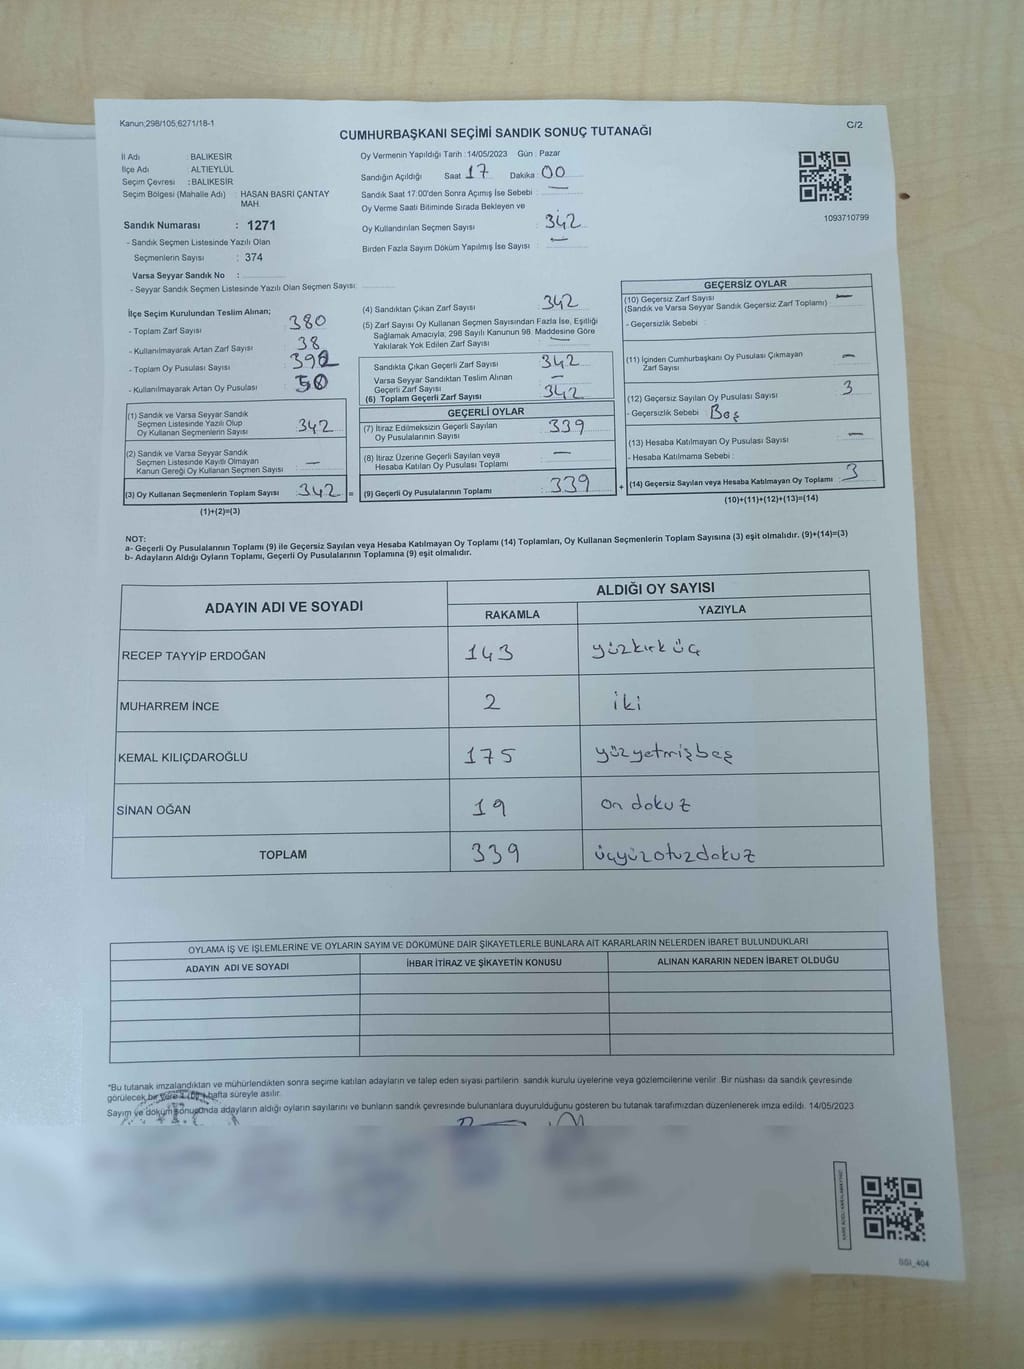 Kanun;298/105,6271/18-1
CUMHURBAŞKANI SEÇİMİ SANDIK SONUÇ TUTANAĞI
C/2
İl Adı : BALIKESİR
İlçe Adı : ALTIEYLÜL
Seçim Çevresi : BALIKESİR
Seçim Bölgesi (Mahalle Adı) : HASAN BASRİ ÇANTAY MAH.
Sandık Numarası : 1271
- Sandık Seçmen Listesinde Yazılı Olan
Seçmenlerin Sayısı : 374
Varsa Seyyar Sandık No :
- Seyyar Sandık Seçmen Listesinde Yazılı Olan Seçmen Sayısı:
Oy Vermenin Yapıldığı Tarih :14/05/2023 Gün : Pazar
Sandığın Açıldığı Saat 17 Dakika 00
Sandık Saat 17:00'den Sonra Açımış İse Sebebi : —
Oy Verme Saati Bitiminde Sırada Bekleyen ve
Oy Kullandırılan Seçmen Sayısı : 342
Birden Fazla Sayım Döküm Yapılmış İse Sayısı : —
1093710799
İlçe Seçim Kurulundan Teslim Alınan;
- Toplam Zarf Sayısı : 380
- Kullanılmayarak Artan Zarf Sayısı : 38
- Toplam Oy Pusulası Sayısı :
- Kullanılmayarak Artan Oy Pusulası :
(1) Sandık ve Varsa Seyyar Sandık
Seçmen Listesinde Yazılı Olup
Oy Kullanan Seçmenlerin Sayısı : 342
(2) Sandık ve Varsa Seyyar Sandık
Seçmen Listesinde Kayıtlı Olmayan
Kanun Gereği Oy Kullanan Seçmen Sayısı : —
(3) Oy Kullanan Seçmenlerin Toplam Sayısı : 342 =
(1)+(2)=(3)
(4) Sandıktan Çıkan Zarf Sayısı : 342
(5) Zarf Sayısı Oy Kullanan Seçmen Sayısından Fazla İse, Eşitliği
Sağlamak Amacıyla; 298 Sayılı Kanunun 98. Maddesine Göre
Yakılarak Yok Edilen Zarf Sayısı : —
Sandıkta Çıkan Geçerli Zarf Sayısı : 342
Varsa Seyyar Sandıktan Teslim Alınan
Geçerli Zarf Sayısı : —
(6) Toplam Geçerli Zarf Sayısı : 342
GEÇERLİ OYLAR
(7) İtiraz Edilmeksizin Geçerli Sayılan
Oy Pusulalarının Sayısı : 339
(8) İtiraz Üzerine Geçerli Sayılan veya
Hesaba Katılan Oy Pusulası Toplamı : —
(9) Geçerli Oy Pusulalarının Toplamı : 339 +
GEÇERSİZ OYLAR
(10) Geçersiz Zarf Sayısı : —
(Sandık ve Varsa Seyyar Sandık Geçersiz Zarf Toplamı)
- Geçersizlik Sebebi :
(11) İçinden Cumhurbaşkanı Oy Pusulası Çıkmayan
Zarf Sayısı : —
(12) Geçersiz Sayılan Oy Pusulası Sayısı : 3
- Geçersizlik Sebebi : Boş
(13) Hesaba Katılmayan Oy Pusulası Sayısı : —
- Hesaba Katılmama Sebebi :
(14) Geçersiz Sayılan veya Hesaba Katılmayan Oy Toplamı : 3
(10)+(11)+(12)+(13)=(14)
NOT:
a- Geçerli Oy Pusulalarının Toplamı (9) ile Geçersiz Sayılan veya Hesaba Katılmayan Oy Toplamı (14) Toplamları, Oy Kullanan Seçmenlerin Toplam Sayısına (3) eşit olmalıdır. (9)+(14)=(3)
b- Adayların Aldığı Oyların Toplamı, Geçerli Oy Pusulalarının Toplamına (9) eşit olmalıdır.
ADAYIN ADI VE SOYADI
ALDIĞI OY SAYISI
RAKAMLA YAZIYLA
RECEP TAYYİP ERDOĞAN 143 yüzkırk üç
MUHARREM İNCE 2 iki
KEMAL KILIÇDAROĞLU 175 yüzyetmişbeş
SİNAN OĞAN 19 on dokuz
TOPLAM 339 üçyüzotuzdokuz
OYLAMA İŞ VE İŞLEMLERİNE VE OYLARIN SAYIM VE DÖKÜMÜNE DAİR ŞİKAYETLERLE BUNLARA AİT KARARLARIN NELERDEN İBARET BULUNDUKLARI
ADAYIN ADI VE SOYADI İHBAR İTİRAZ VE ŞİKAYETİN KONUSU ALINAN KARARIN NEDEN İBARET OLDUĞU
*Bu tutanak imzalandıktan ve mühürlendikten sonra seçime katılan adayların ve talep eden siyasi partilerin sandık kurulu üyelerine veya gözlemcilerine verilir. Bir nüshası da sandık çevresinde
görülecek bir yere 1 hafta süreyle asılır.
Sayım ve döküm sonucunda adayların aldığı oyların sayılarını ve bunların sandık çevresinde bulunanlara duyurulduğunu gösteren bu tutanak tarafımızdan düzenlenerek imza edildi. 14/05/2023
SSI_404